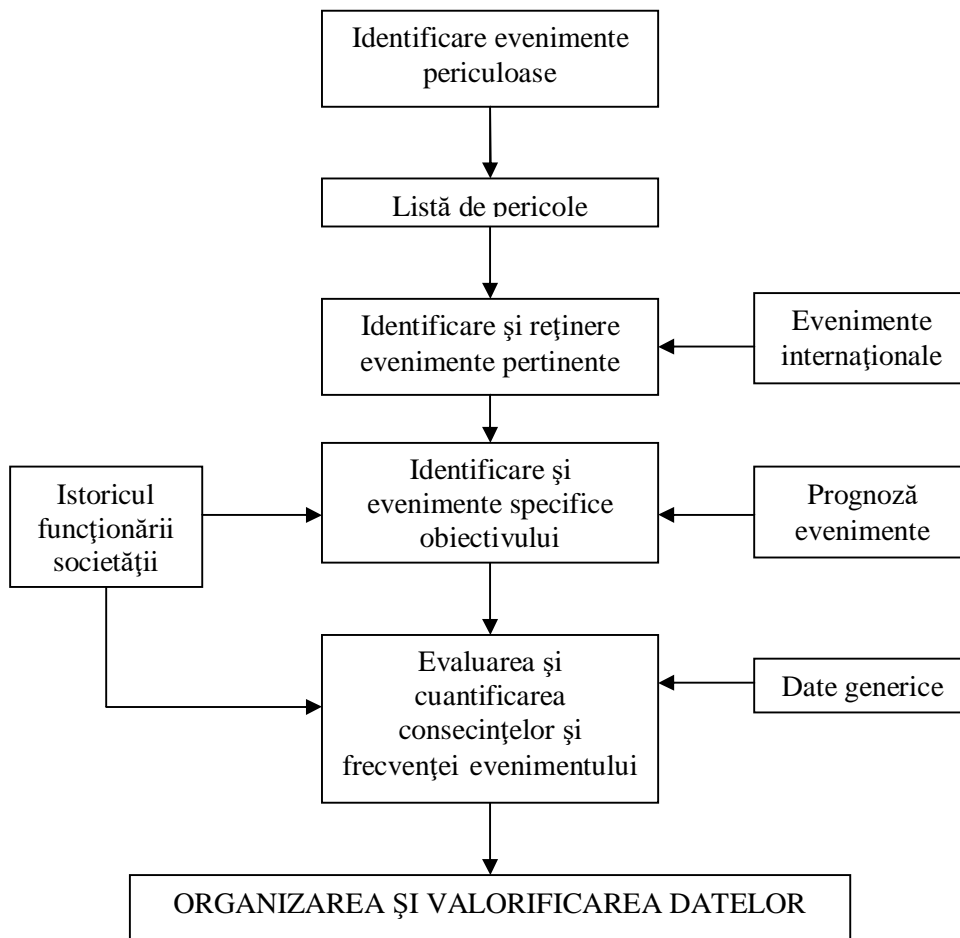 Identificare evenimente
periculoase
Listă de pericole
Identificare şi reţinere
evenimente pertinente
Evenimente
internaţionale
Identificare şi
evenimente specifice
obiectivului
Istoricul
funcţionării
societăţii
Prognoză
evenimente
Evaluarea şi
cuantificarea
consecinţelor şi
frecvenţei evenimentului
Date generice
ORGANIZAREA ŞI VALORIFICAREA DATELOR